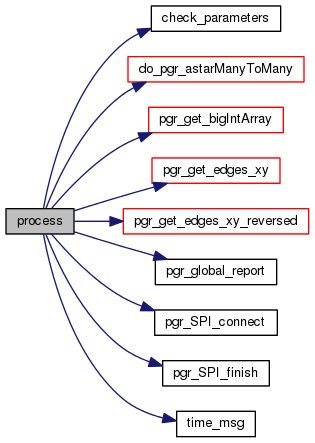 check_parameters
do_pgr_astarManyToMany
pgr_get_bigIntArray
pgr_get_edges_xy
process
pgr_get_edges_xy_reversed
pgr_global_report
pgr_SPI_connect
pgr_SPI_finish
time_msg